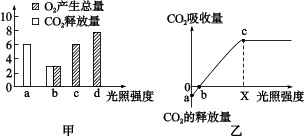 O₂产生总量
CO₂释放量
10
8
6
4
2
0
a b c d 光照强度
甲
CO₂吸收量
c
0
a b X 光照强度
CO₂的释放量
乙